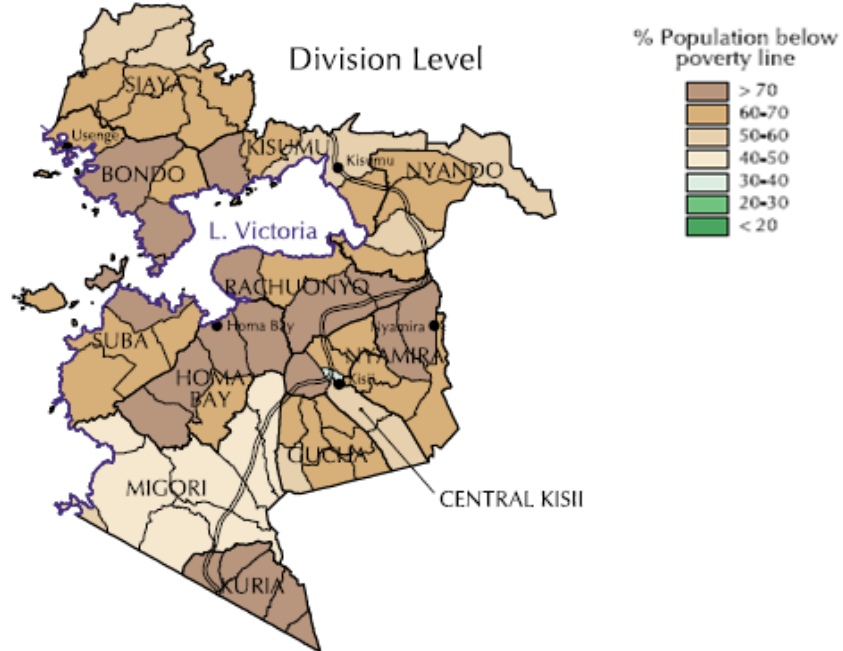 Division Level
% Population below
poverty line
> 70
60-70
50-60
40-50
30-40
20-30
< 20
SIAYA
Usenge
KISUMU
Kisumu
BONDO
NYANDO
L. Victoria
RACHUONYO
Homa Bay
Nyamira
SUBA
NYAMIRA
HOMA
BAY
Kisii
GUCHA
MIGORI
CENTRAL KISII
KURIA